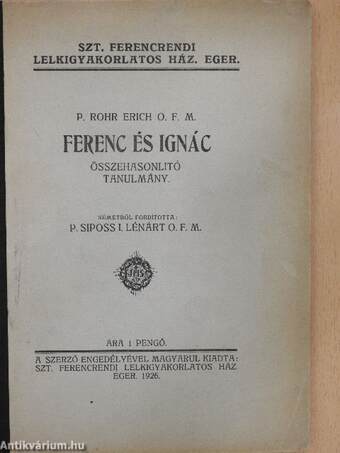 SZT. FERENCRENDI
LELKIGYAKORLATOS HÁZ. EGER.
P. ROHR ERICH O. F. M.
FERENC ÉS IGNÁC
ÖSSZEHASONLITÓ
TANULMÁNY.
NÉMETBŐL FORDITOTTA:
P. SIPOSS I. LÉNÁRT O. F. M.
JHS
ÁRA 1 PENGŐ.
A SZERZŐ ENGEDÉLYÉVEL MAGYARUL KIADTA:
SZT. FERENCRENDI LELKIGYAKORLATOS HÁZ
EGER. 1926.
Antikvárium.hu